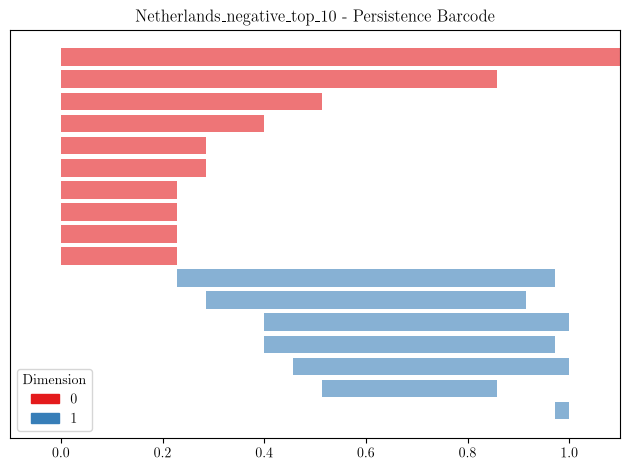 Netherlands_negative_top_10 - Persistence Barcode
Dimension
0
1
0.0 0.2 0.4 0.6 0.8 1.0